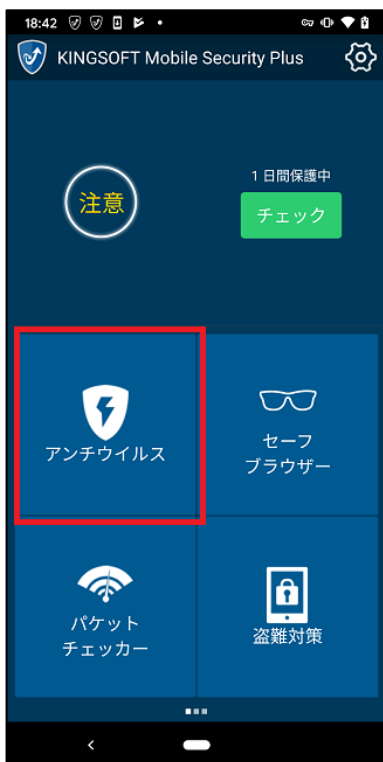 18:42
KINGSOFT Mobile Security Plus
注意
1日間保護中
チェック
アンチウイルス
セーフ
ブラウザー
パケット
チェッカー
盗難対策